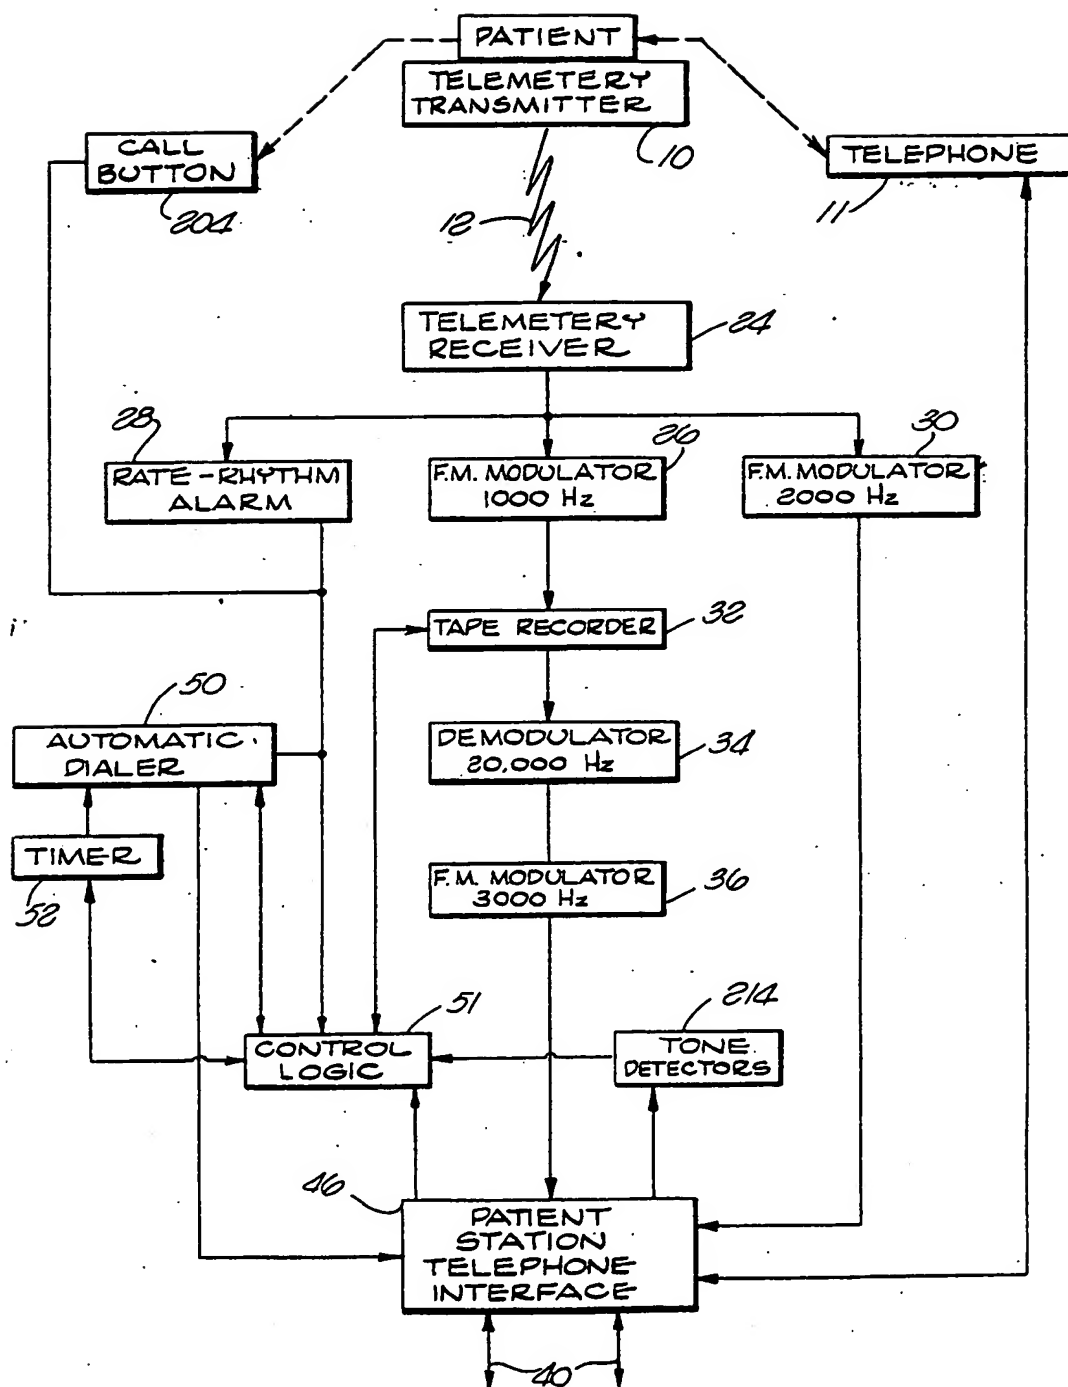 PATIENT
TELEMETERY
TRANSMITTER
10
CALL
BUTTON
204
TELEPHONE
11
12
TELEMETERY
RECEIVER
24
28
RATE-RHYTHM
ALARM
26
F.M. MODULATOR
1000 Hz
30
F.M. MODULATOR
2000 Hz
TAPE RECORDER
32
50
AUTOMATIC
DIALER
DEMODULATOR
20,000 Hz
34
TIMER
52
F.M. MODULATOR
3000 Hz
36
51
CONTROL
LOGIC
214
TONE
DETECTORS
46
PATIENT
STATION
TELEPHONE
INTERFACE
40